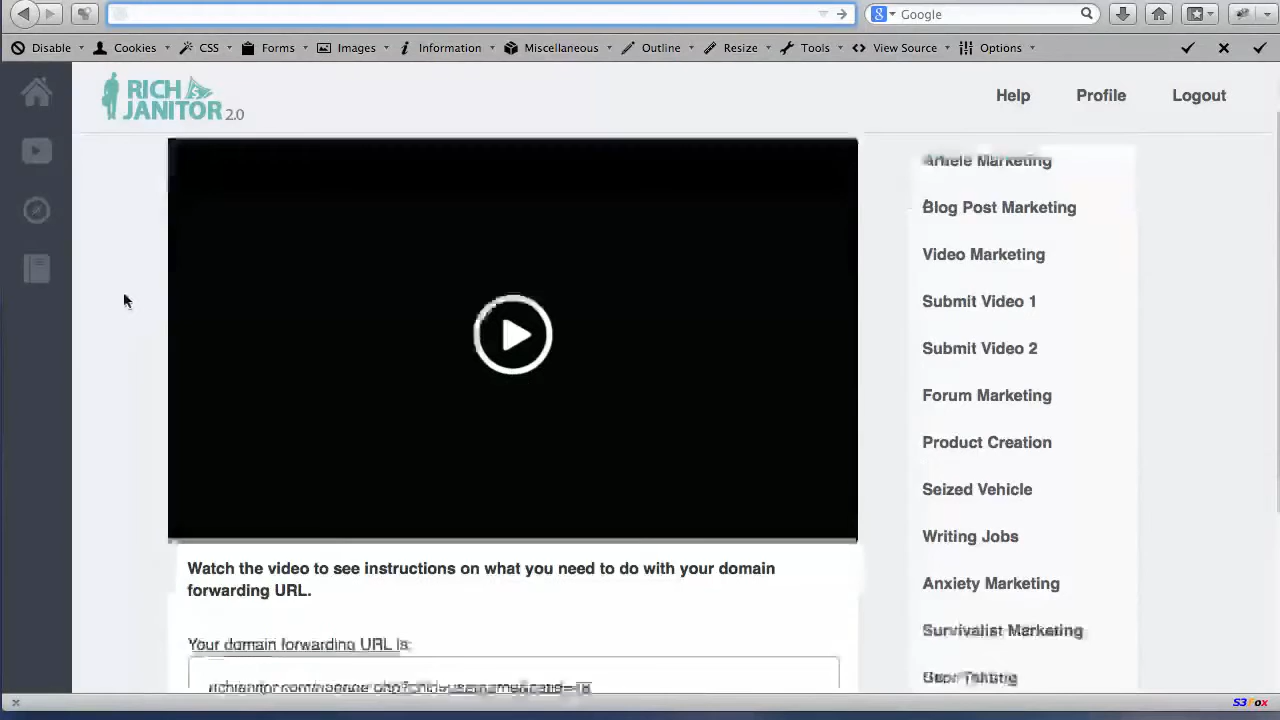 Google
Disable Cookies CSS Forms Images Information Miscellaneous Outline Resize Tools View Source Options
RICH JANITOR 2.0
Help Profile Logout
Marketing
Blog Post Marketing
Video Marketing
Submit Video 1
Submit Video 2
Forum Marketing
Product Creation
Seized Vehicle
Writing Jobs
Anxiety Marketing
Survivalist Marketing
Watch the video to see instructions on what you need to do with your domain
forwarding URL.
Your domain forwarding URL is:
S3Fox